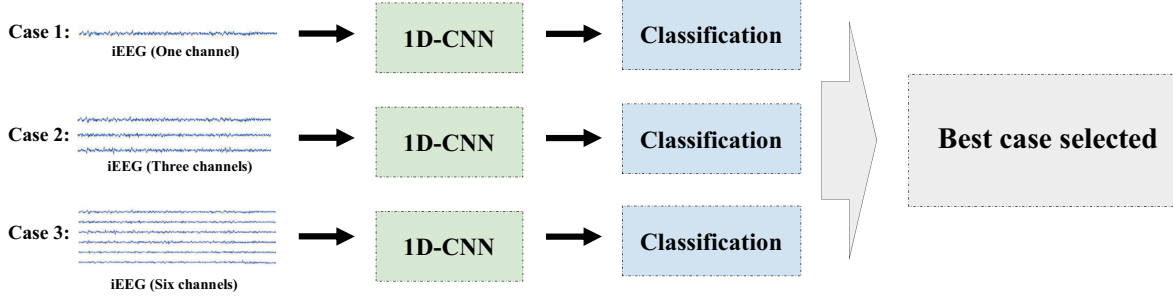 Case 1:
iEEG (One channel)
1D-CNN
Classification
Case 2:
iEEG (Three channels)
1D-CNN
Classification
Case 3:
iEEG (Six channels)
1D-CNN
Classification
Best case selected